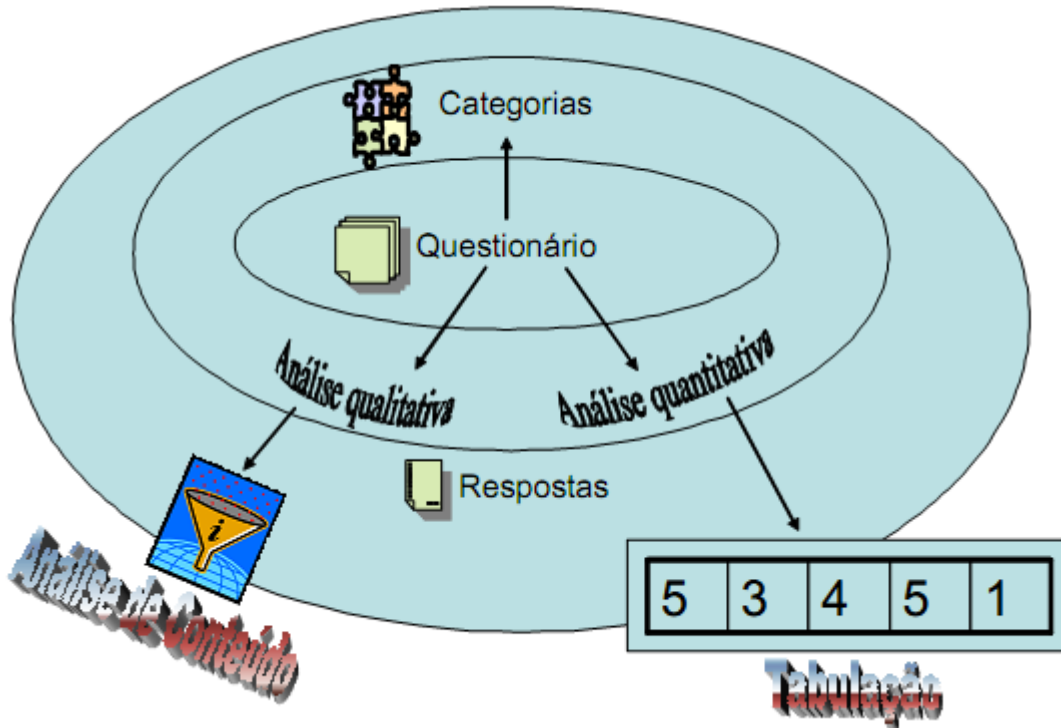 Categorias
Questionário
Análise qualitativa
Análise quantitativa
Respostas
i
Análise de Conteúdo
5 3 4 5 1
Tabulação